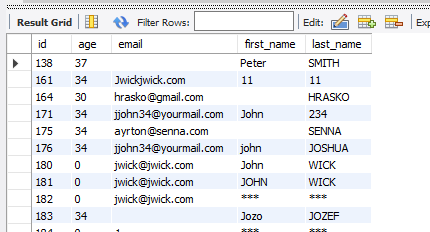 Result Grid Filter Rows: Edit:
id age email first_name last_name
138 37 Peter SMITH
161 34 Jwickjwick.com 11 11
164 30 hrasko@gmail.com HRASKO
171 34 jjohn34@yourmail.com John 234
175 34 ayrton@senna.com SENNA
176 34 jjohn34@yourmail.com john JOSHUA
180 0 jwick@jwick.com John WICK
181 0 jwick@jwick.com JOHN WICK
182 0 jwick@jwick.com *** ***
183 34 Jozo JOZEF